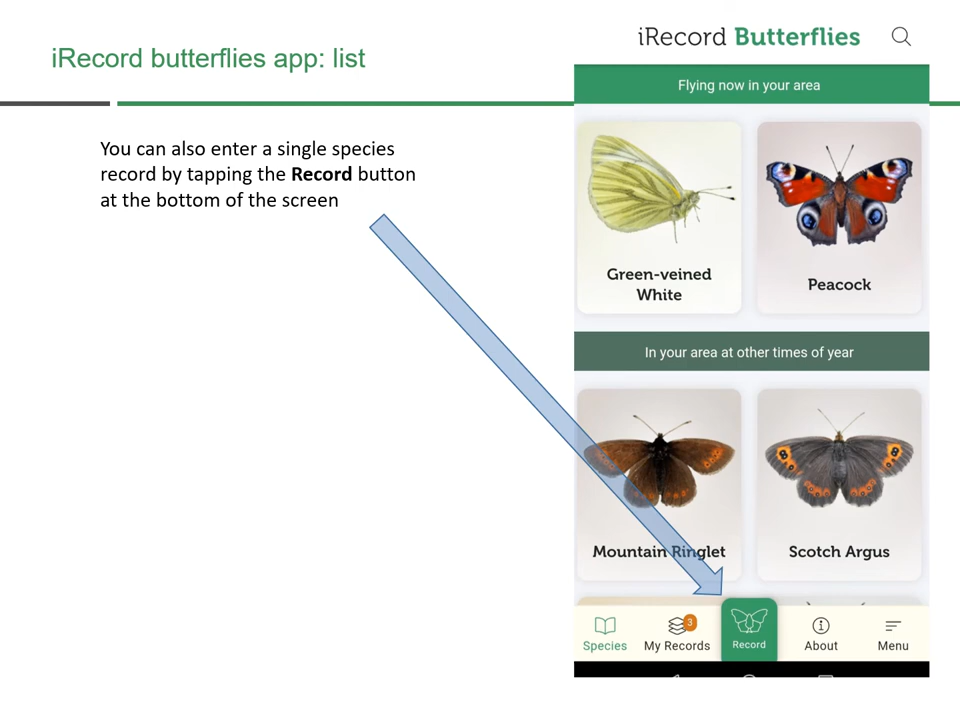 iRecord butterflies app: list
You can also enter a single species
record by tapping the Record button
at the bottom of the screen
iRecord Butterflies
Flying now in your area
Green-veined
White
Peacock
In your area at other times of year
Mountain Ringlet
Scotch Argus
3
Species
My Records
Record
About
Menu